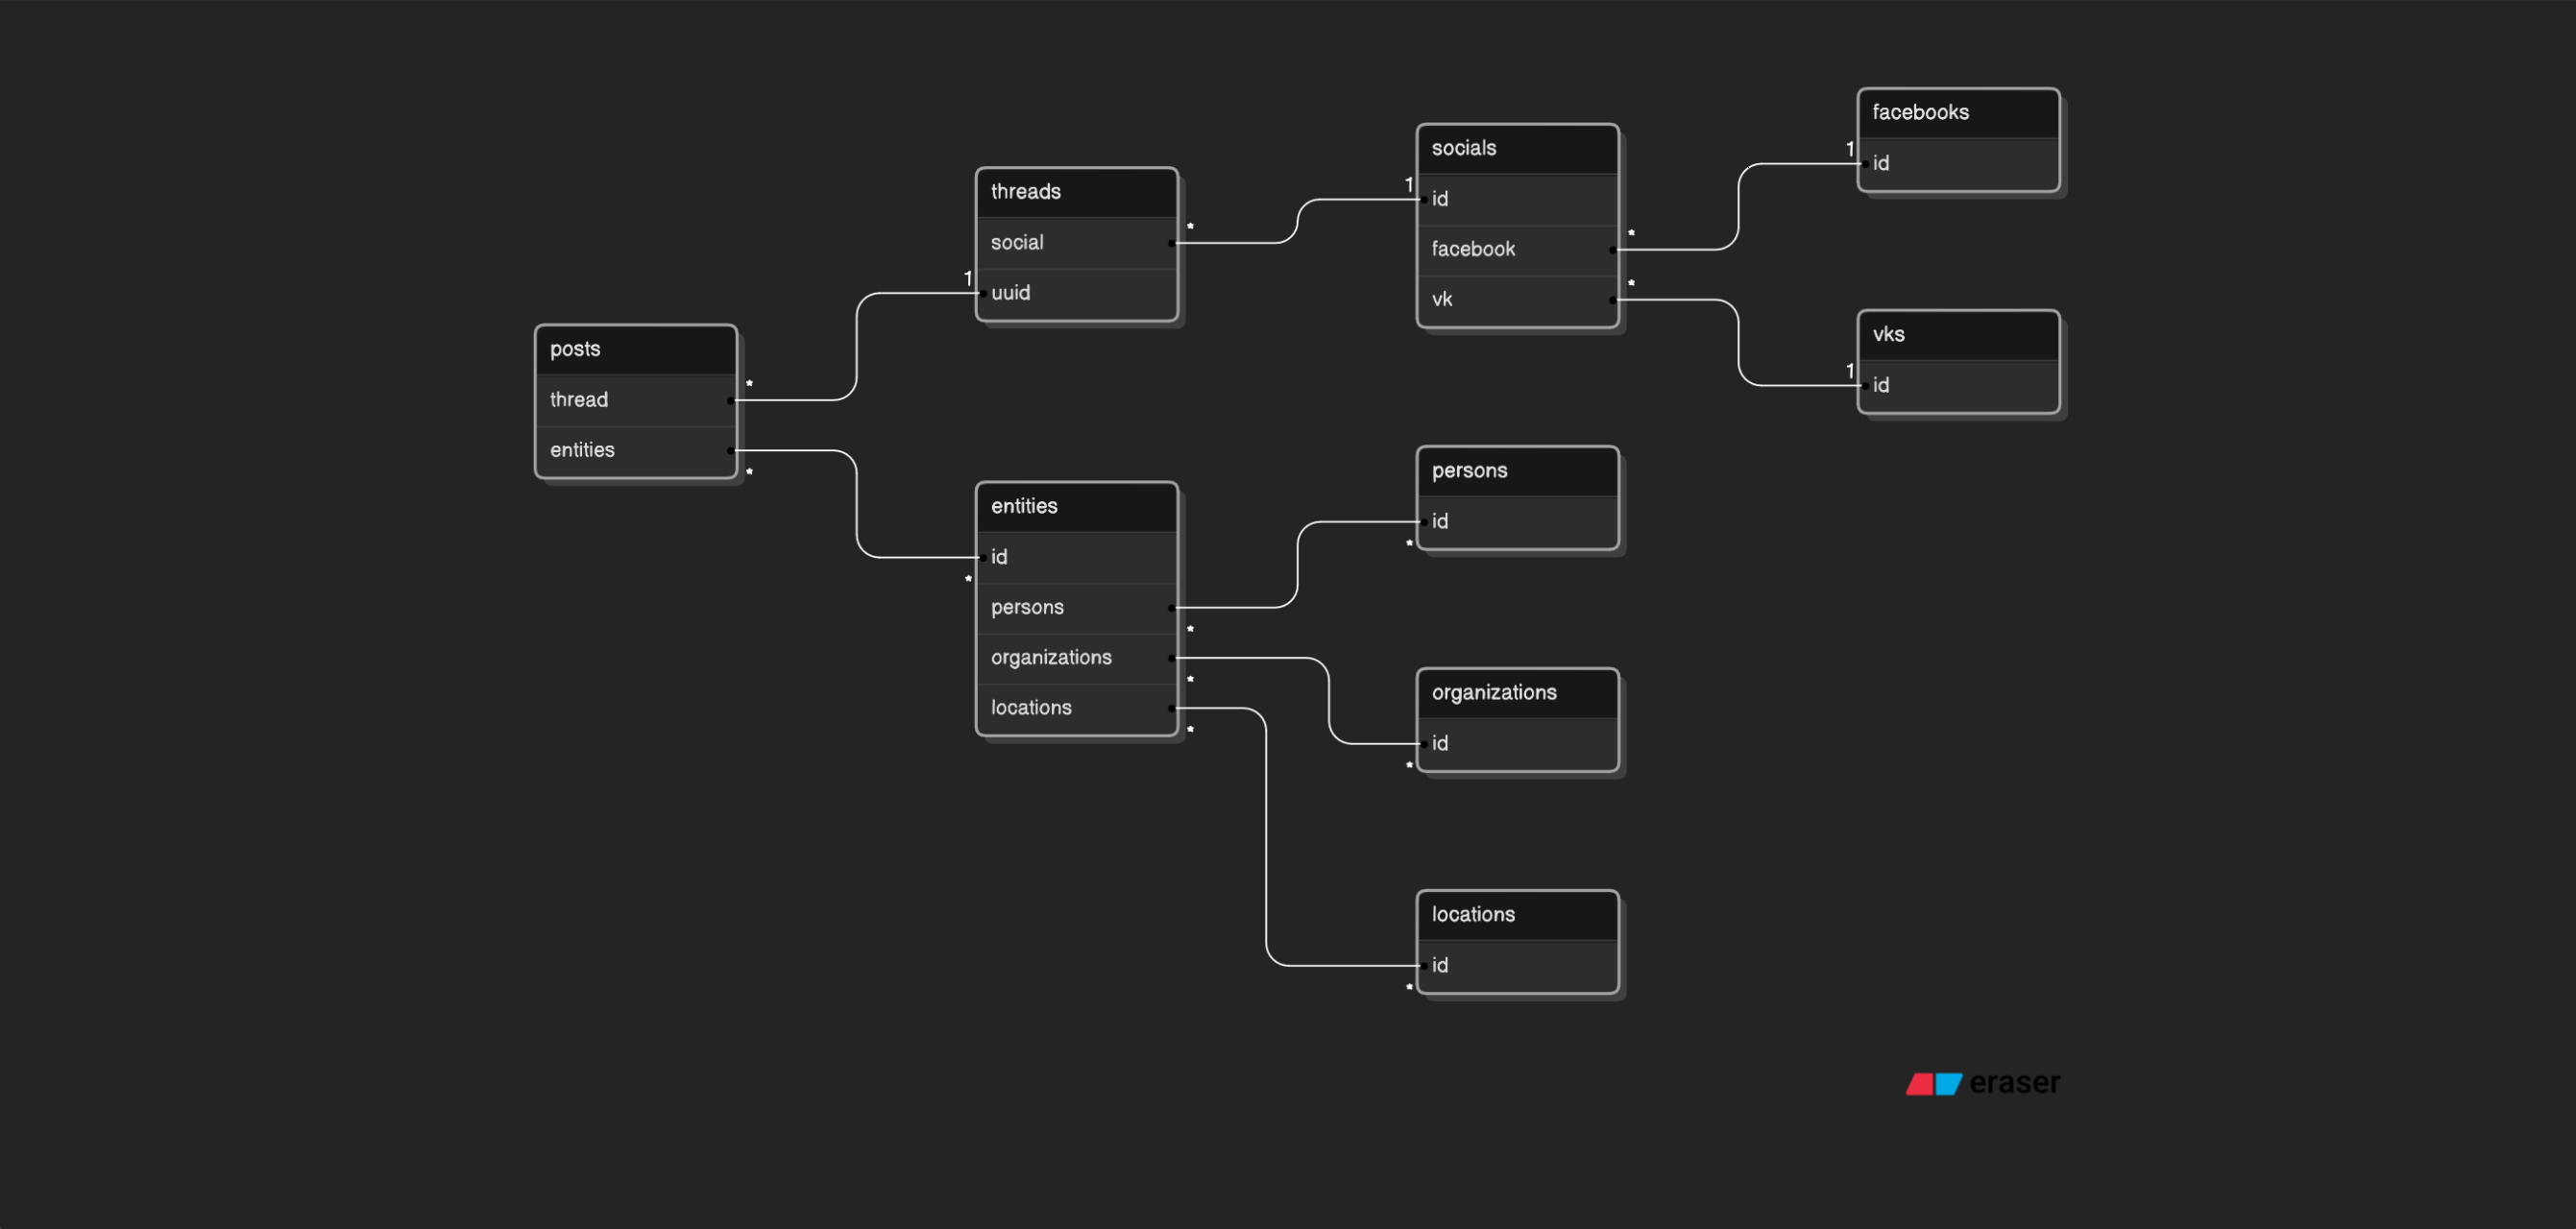 posts
thread
*
entities
*
threads
social
*
1
uuid
entities
id
*
persons
*
organizations
*
locations
*
socials
1
id
facebook
*
vk
*
persons
id
*
organizations
id
*
locations
id
*
facebooks
1
id
vks
1
id
eraser